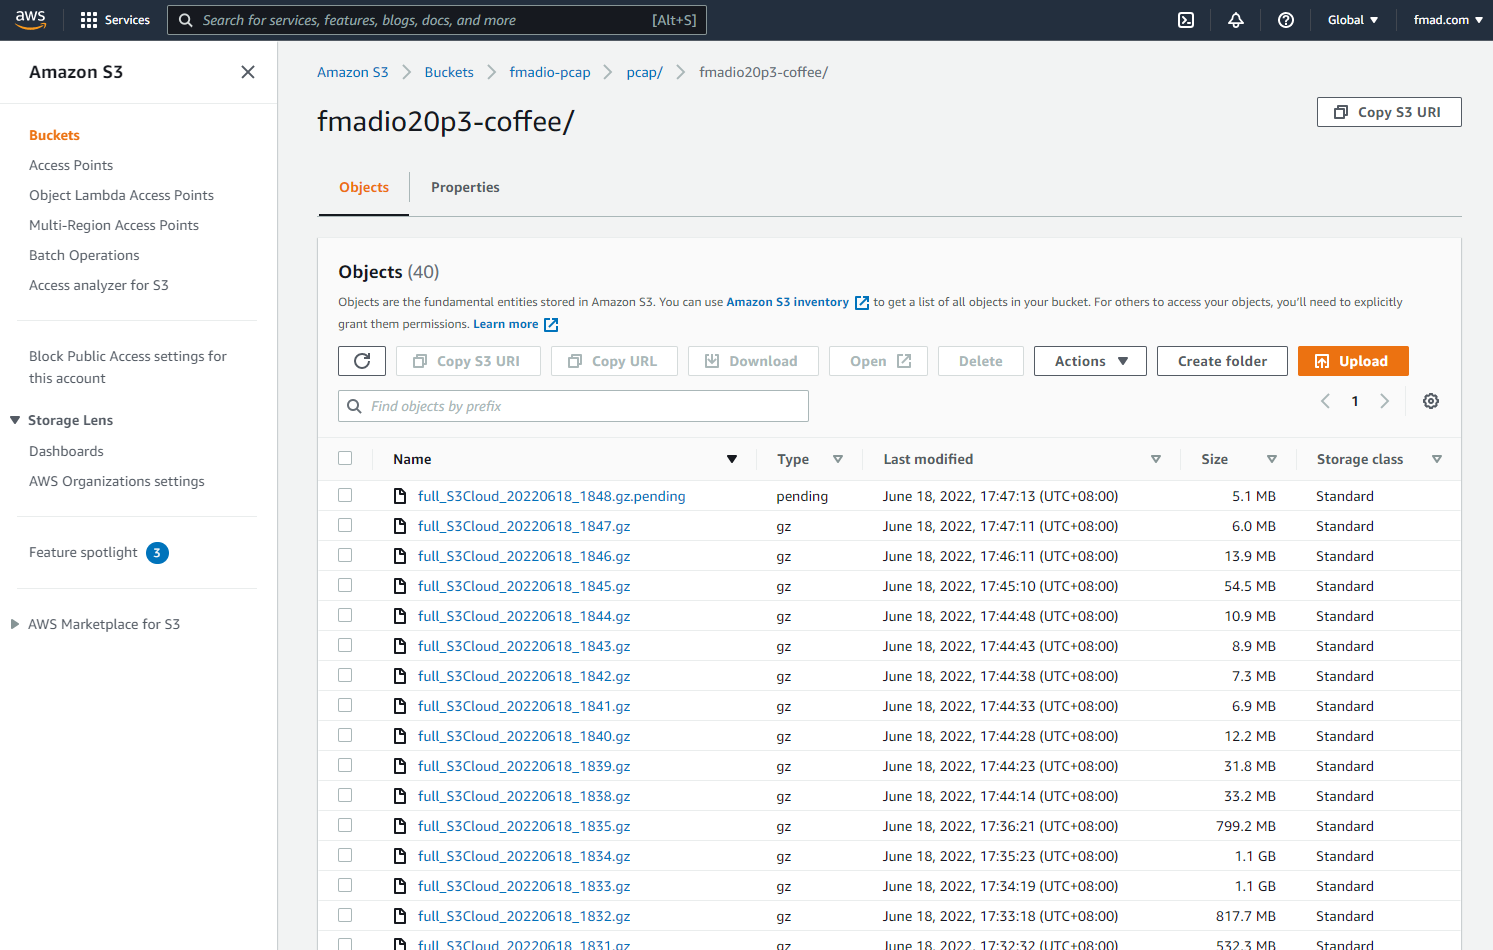 aws
Services
Search for services, features, blogs, docs, and more [Alt+S]
Global
fmad.com
Amazon S3
Buckets
Access Points
Object Lambda Access Points
Multi-Region Access Points
Batch Operations
Access analyzer for S3
Block Public Access settings for
this account
Storage Lens
Dashboards
AWS Organizations settings
Feature spotlight 3
AWS Marketplace for S3
Amazon S3 Buckets fmadio-pcap pcap/ fmadio20p3-coffee/
fmadio20p3-coffee/
Copy S3 URI
Objects Properties
Objects (40)
Objects are the fundamental entities stored in Amazon S3. You can use Amazon S3 inventory to get a list of all objects in your bucket. For others to access your objects, you'll need to explicitly
grant them permissions. Learn more
Copy S3 URI Copy URL Download Open Delete Actions Create folder Upload
Find objects by prefix
1
Name Type Last modified Size Storage class
full_S3Cloud_20220618_1848.gz.pending pending June 18, 2022, 17:47:13 (UTC+08:00) 5.1 MB Standard
full_S3Cloud_20220618_1847.gz gz June 18, 2022, 17:47:11 (UTC+08:00) 6.0 MB Standard
full_S3Cloud_20220618_1846.gz gz June 18, 2022, 17:46:11 (UTC+08:00) 13.9 MB Standard
full_S3Cloud_20220618_1845.gz gz June 18, 2022, 17:45:10 (UTC+08:00) 54.5 MB Standard
full_S3Cloud_20220618_1844.gz gz June 18, 2022, 17:44:48 (UTC+08:00) 10.9 MB Standard
full_S3Cloud_20220618_1843.gz gz June 18, 2022, 17:44:43 (UTC+08:00) 8.9 MB Standard
full_S3Cloud_20220618_1842.gz gz June 18, 2022, 17:44:38 (UTC+08:00) 7.3 MB Standard
full_S3Cloud_20220618_1841.gz gz June 18, 2022, 17:44:33 (UTC+08:00) 6.9 MB Standard
full_S3Cloud_20220618_1840.gz gz June 18, 2022, 17:44:28 (UTC+08:00) 12.2 MB Standard
full_S3Cloud_20220618_1839.gz gz June 18, 2022, 17:44:23 (UTC+08:00) 31.8 MB Standard
full_S3Cloud_20220618_1838.gz gz June 18, 2022, 17:44:14 (UTC+08:00) 33.2 MB Standard
full_S3Cloud_20220618_1835.gz gz June 18, 2022, 17:36:21 (UTC+08:00) 799.2 MB Standard
full_S3Cloud_20220618_1834.gz gz June 18, 2022, 17:35:23 (UTC+08:00) 1.1 GB Standard
full_S3Cloud_20220618_1833.gz gz June 18, 2022, 17:34:19 (UTC+08:00) 1.1 GB Standard
full_S3Cloud_20220618_1832.gz gz June 18, 2022, 17:33:18 (UTC+08:00) 817.7 MB Standard
full_S3Cloud_20220618_1831.gz gz June 18, 2022, 17:32:32 (UTC+08:00) 532.3 MB Standard